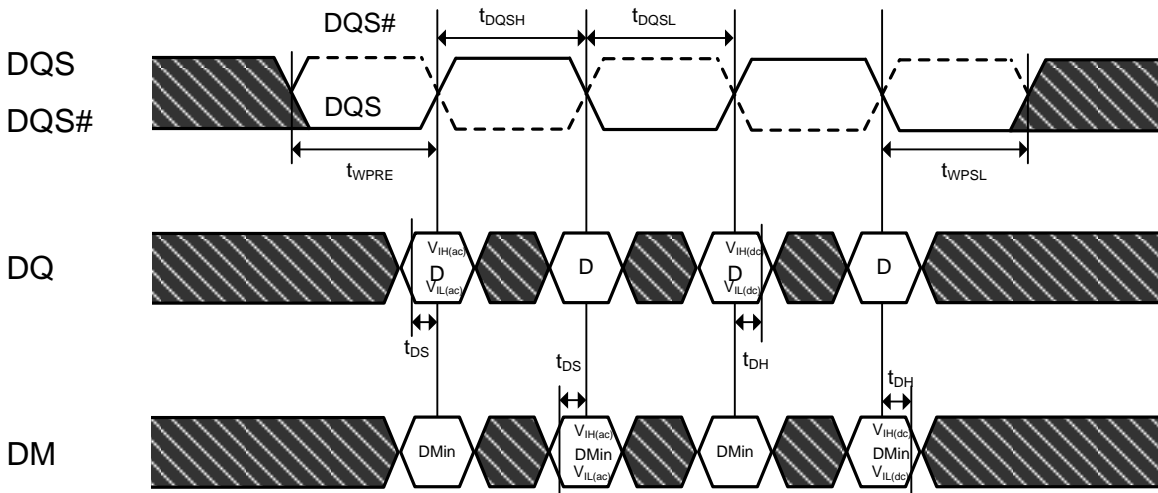 DQS#
tDQSH
tDQSL
DQS
DQS
DQS#
tWPRE
tWPSL
DQ
VIH(ac)
D
VIL(ac)
D
VIH(dc)
D
VIL(dc)
D
tDS
tDS
tDH
tDH
DM
DMin
VIH(ac)
DMin
VIL(ac)
DMin
VIH(dc)
DMin
VIL(dc)